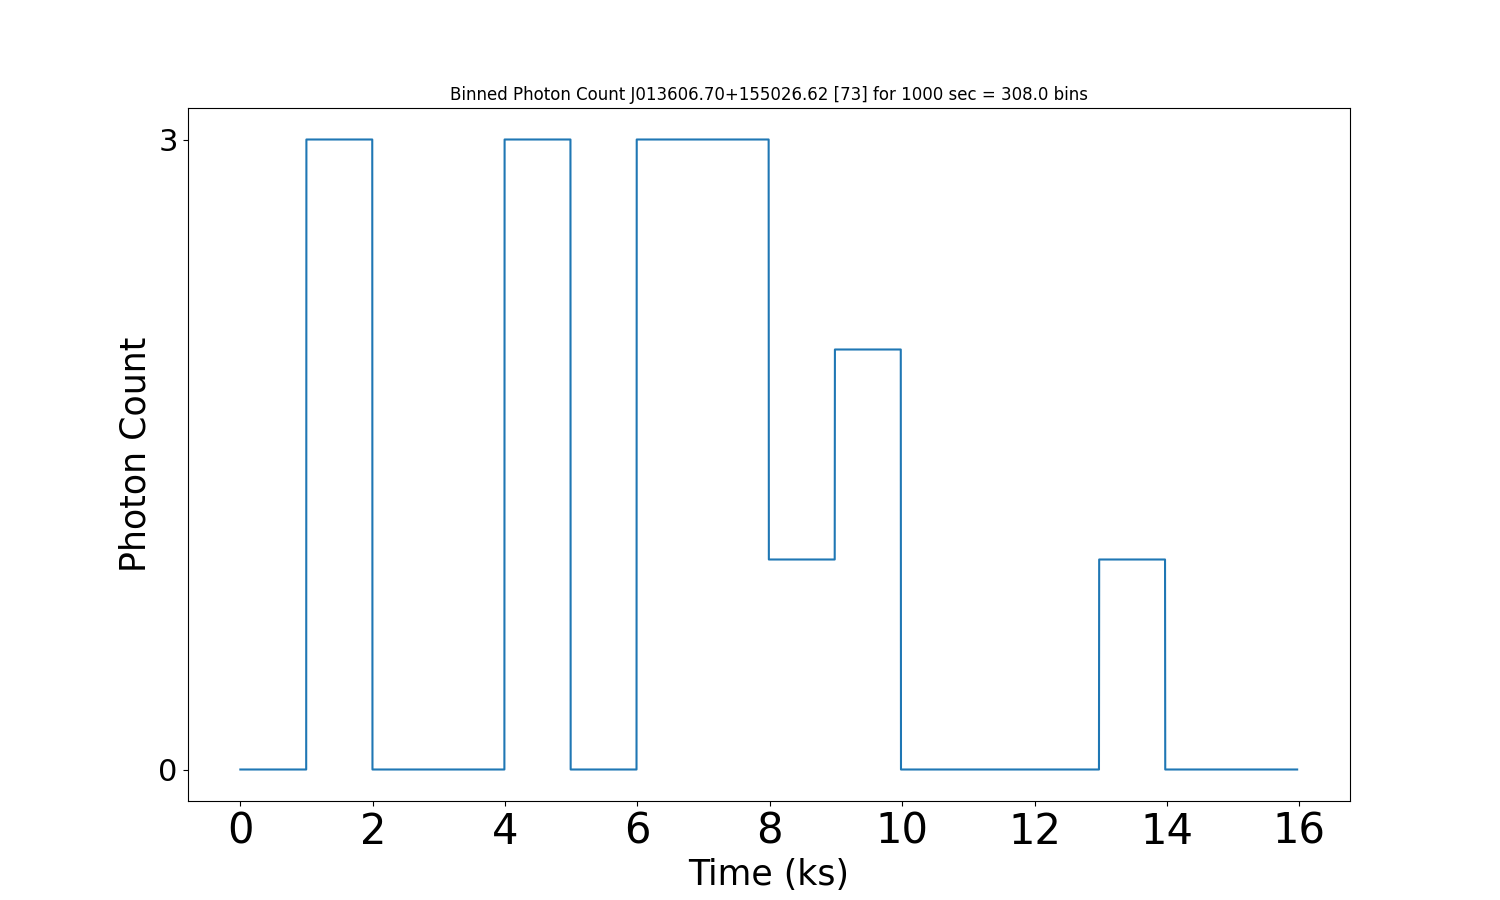 Binned Photon Count J013606.70+155026.62 [73] for 1000 sec = 308.0 bins
3
Photon Count
0
0 2 4 6 8 10 12 14 16
Time (ks)